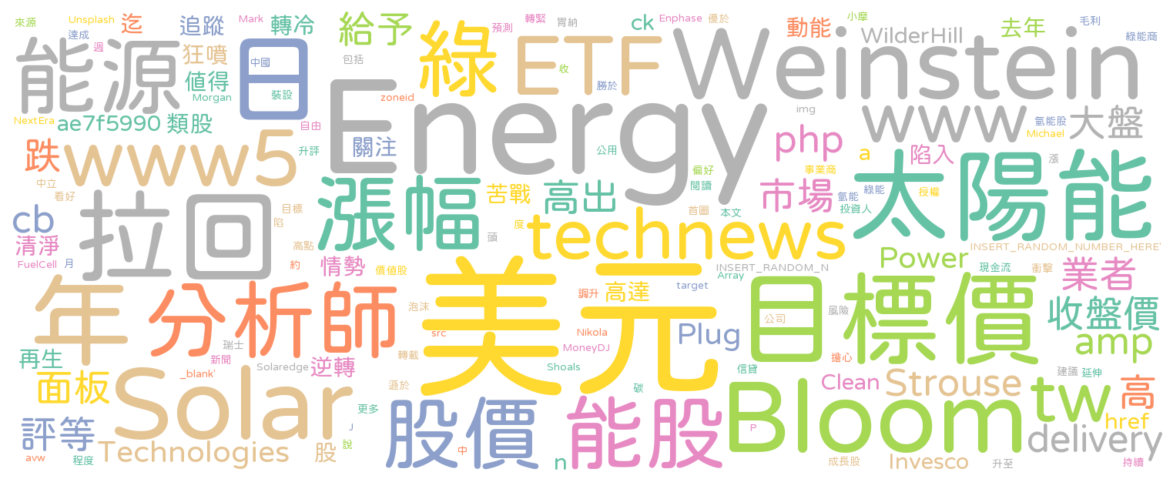 來源
Unsplash
達成
週
迄
追蹤
轉冷
給予
Mark
預測
轉緊
胃納
Enphase
優於
ck
動能
小摩
WilderHill
去年
毛利
綠能商
能源
狂噴
日
中國
裝設
包括
綠
ETF
Weinstein
收
勝於
值得
Morgan
NextEra
ae7f5990
類股
自由
zoneid
Energy
img
www
氫能股
Michael
大盤
跌
www5
升評
關注
公用
偏好
閱讀
php
事業商
a
陷入
漲
太陽能
中立
看好
拉回
目標
陷
高點
約
漲幅
苦戰
度
頭
高出
首圖
本文
市場
氫能
綠能
投資人
授權
cb
清淨
FuelCell
月
情勢
價值股
technews
INSERT_RANDOM_NUMBER_HERE
INSERT_RANDOM_N
Array
Power
現金流
衝擊
業者
年
分析師
瑞士
新聞
泡沫
src
轉載
美元
調升
高達
target
Nikola
MoneyDJ
Plug
目標價
公司
風險
擔心
收盤價
amp
再生
面板
_blank'
Solaredge
逆轉
Shoals
碳
信貸
Clean
Strouse
建議
延伸
Solar
更多
遜於
J
說
股價
中
能股
Bloom
P
tw
高
href
評等
avw
程度
Technologies
股
n
成長股
Invesco
升至
delivery
持續